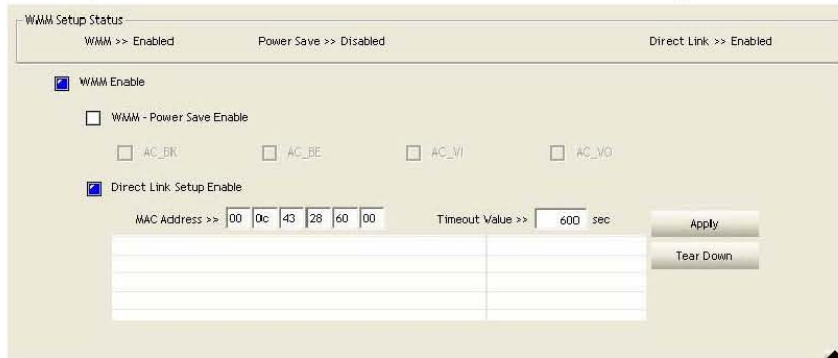 WMM Setup Status
WMM >> Enabled Power Save >> Disabled Direct Link >> Enabled
WMM Enable
WMM - Power Save Enable
AC_BK AC_BE AC_VI AC_VO
Direct Link Setup Enable
MAC Address >> 00 0c 43 28 60 00 Timeout Value >> 600 sec Apply
Tear Down